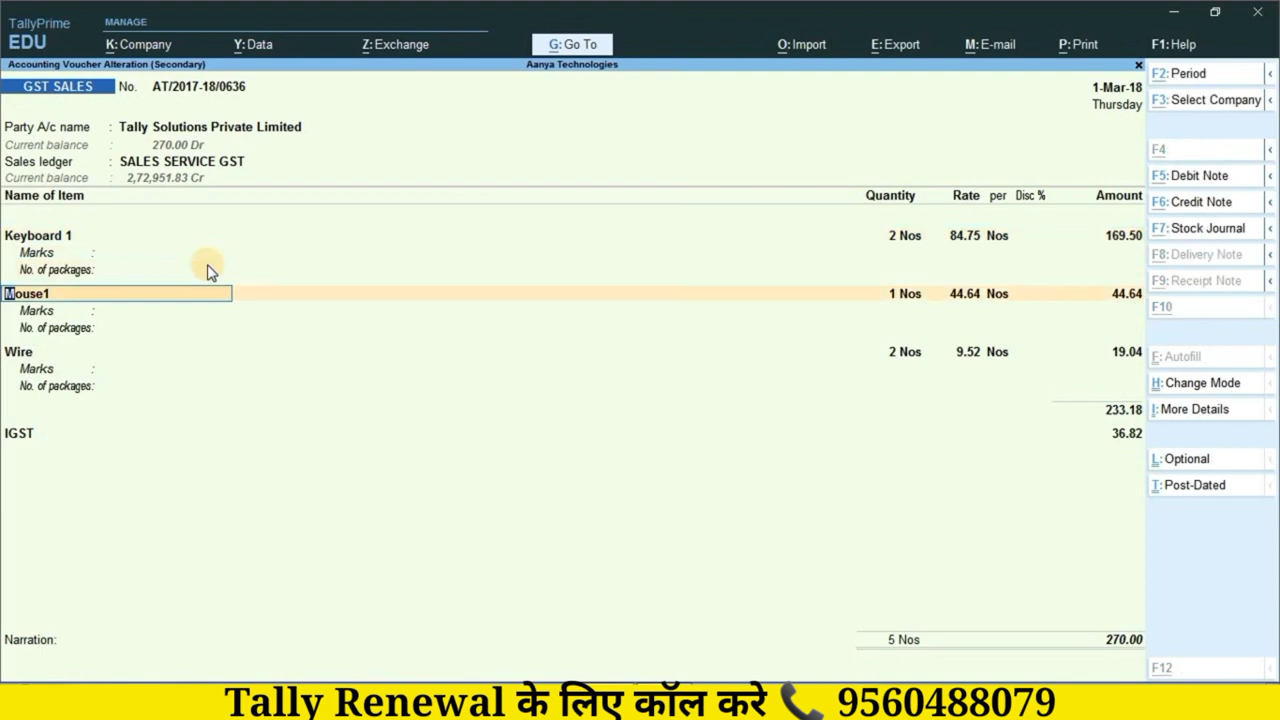 TallyPrime
EDU
MANAGE
K: Company Y: Data Z: Exchange G: Go To O: Import E: Export M: E-mail P: Print F1: Help
Accounting Voucher Alteration (Secondary) Aanya Technologies ×
GST SALES No. AT/2017-18/0636 1-Mar-18
Thursday
Party A/c name : Tally Solutions Private Limited
Current balance : 270.00 Dr
Sales ledger : SALES SERVICE GST
Current balance : 2,72,951.83 Cr
Name of Item Quantity Rate per Disc % Amount
Keyboard 1 2 Nos 84.75 Nos 169.50
Marks :
No. of packages:
Mouse1 1 Nos 44.64 Nos 44.64
Marks :
No. of packages:
Wire 2 Nos 9.52 Nos 19.04
Marks :
No. of packages:
233.18
IGST 36.82
Narration: 5 Nos 270.00
F2: Period
F3: Select Company
F4
F5: Debit Note
F6: Credit Note
F7: Stock Journal
F8: Delivery Note
F9: Receipt Note
F10
F: Autofill
H: Change Mode
I: More Details
L: Optional
T: Post-Dated
F12
Tally Renewal के लिए कॉल करे 📞 9560488079